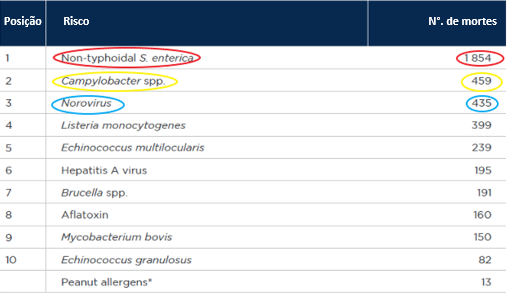 Posição Risco N°. de mortes
1 Non-typhoidal S. enterica 1 854
2 Campylobacter spp. 459
3 Norovirus 435
4 Listeria monocytogenes 399
5 Echinococcus multilocularis 239
6 Hepatitis A virus 195
7 Brucella spp. 191
8 Aflatoxin 160
9 Mycobacterium bovis 150
10 Echinococcus granulosus 82
Peanut allergens* 13